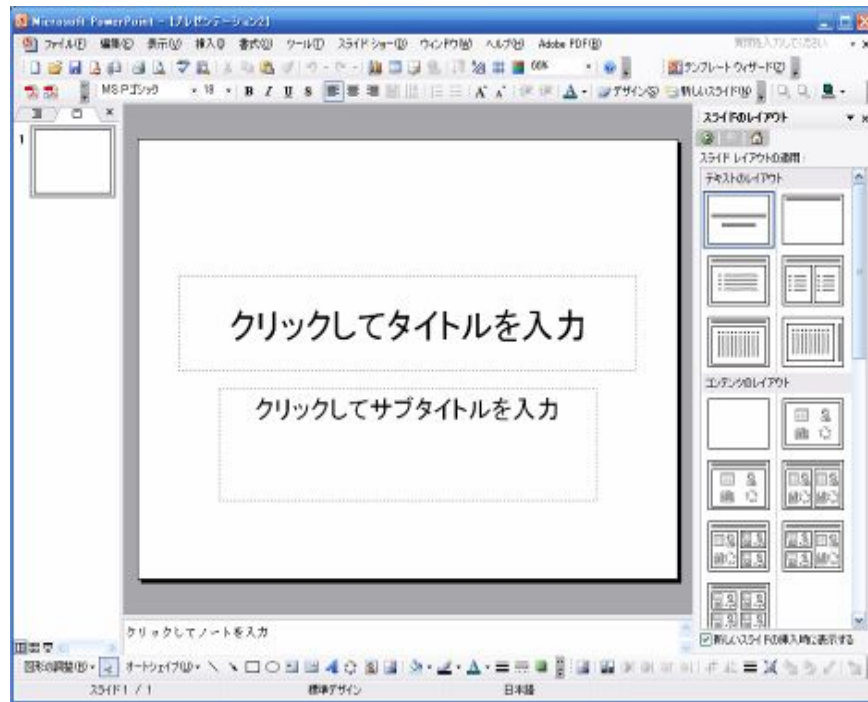 Microsoft PowerPoint - [プレゼンテーション2]
ファイル(F) 編集(E) 表示(V) 挿入(I) 書式(O) ツール(T) スライド ショー(D) ウィンドウ(W) ヘルプ(H) Adobe PDF(B)
66%
テンプレート ウィザード(Z)
MS Pゴシック 18 B I U S デザイン(S) 新しいスライド(N)
スライドのレイアウト
スライド レイアウトの適用:
テキストのレイアウト
1
クリックしてタイトルを入力
クリックしてサブタイトルを入力
コンテンツのレイアウト
クリックしてノートを入力
新しいスライドの挿入時に表示する
図形の調整(R) オートシェイプ(U)
スライド 1 / 1 標準デザイン 日本語